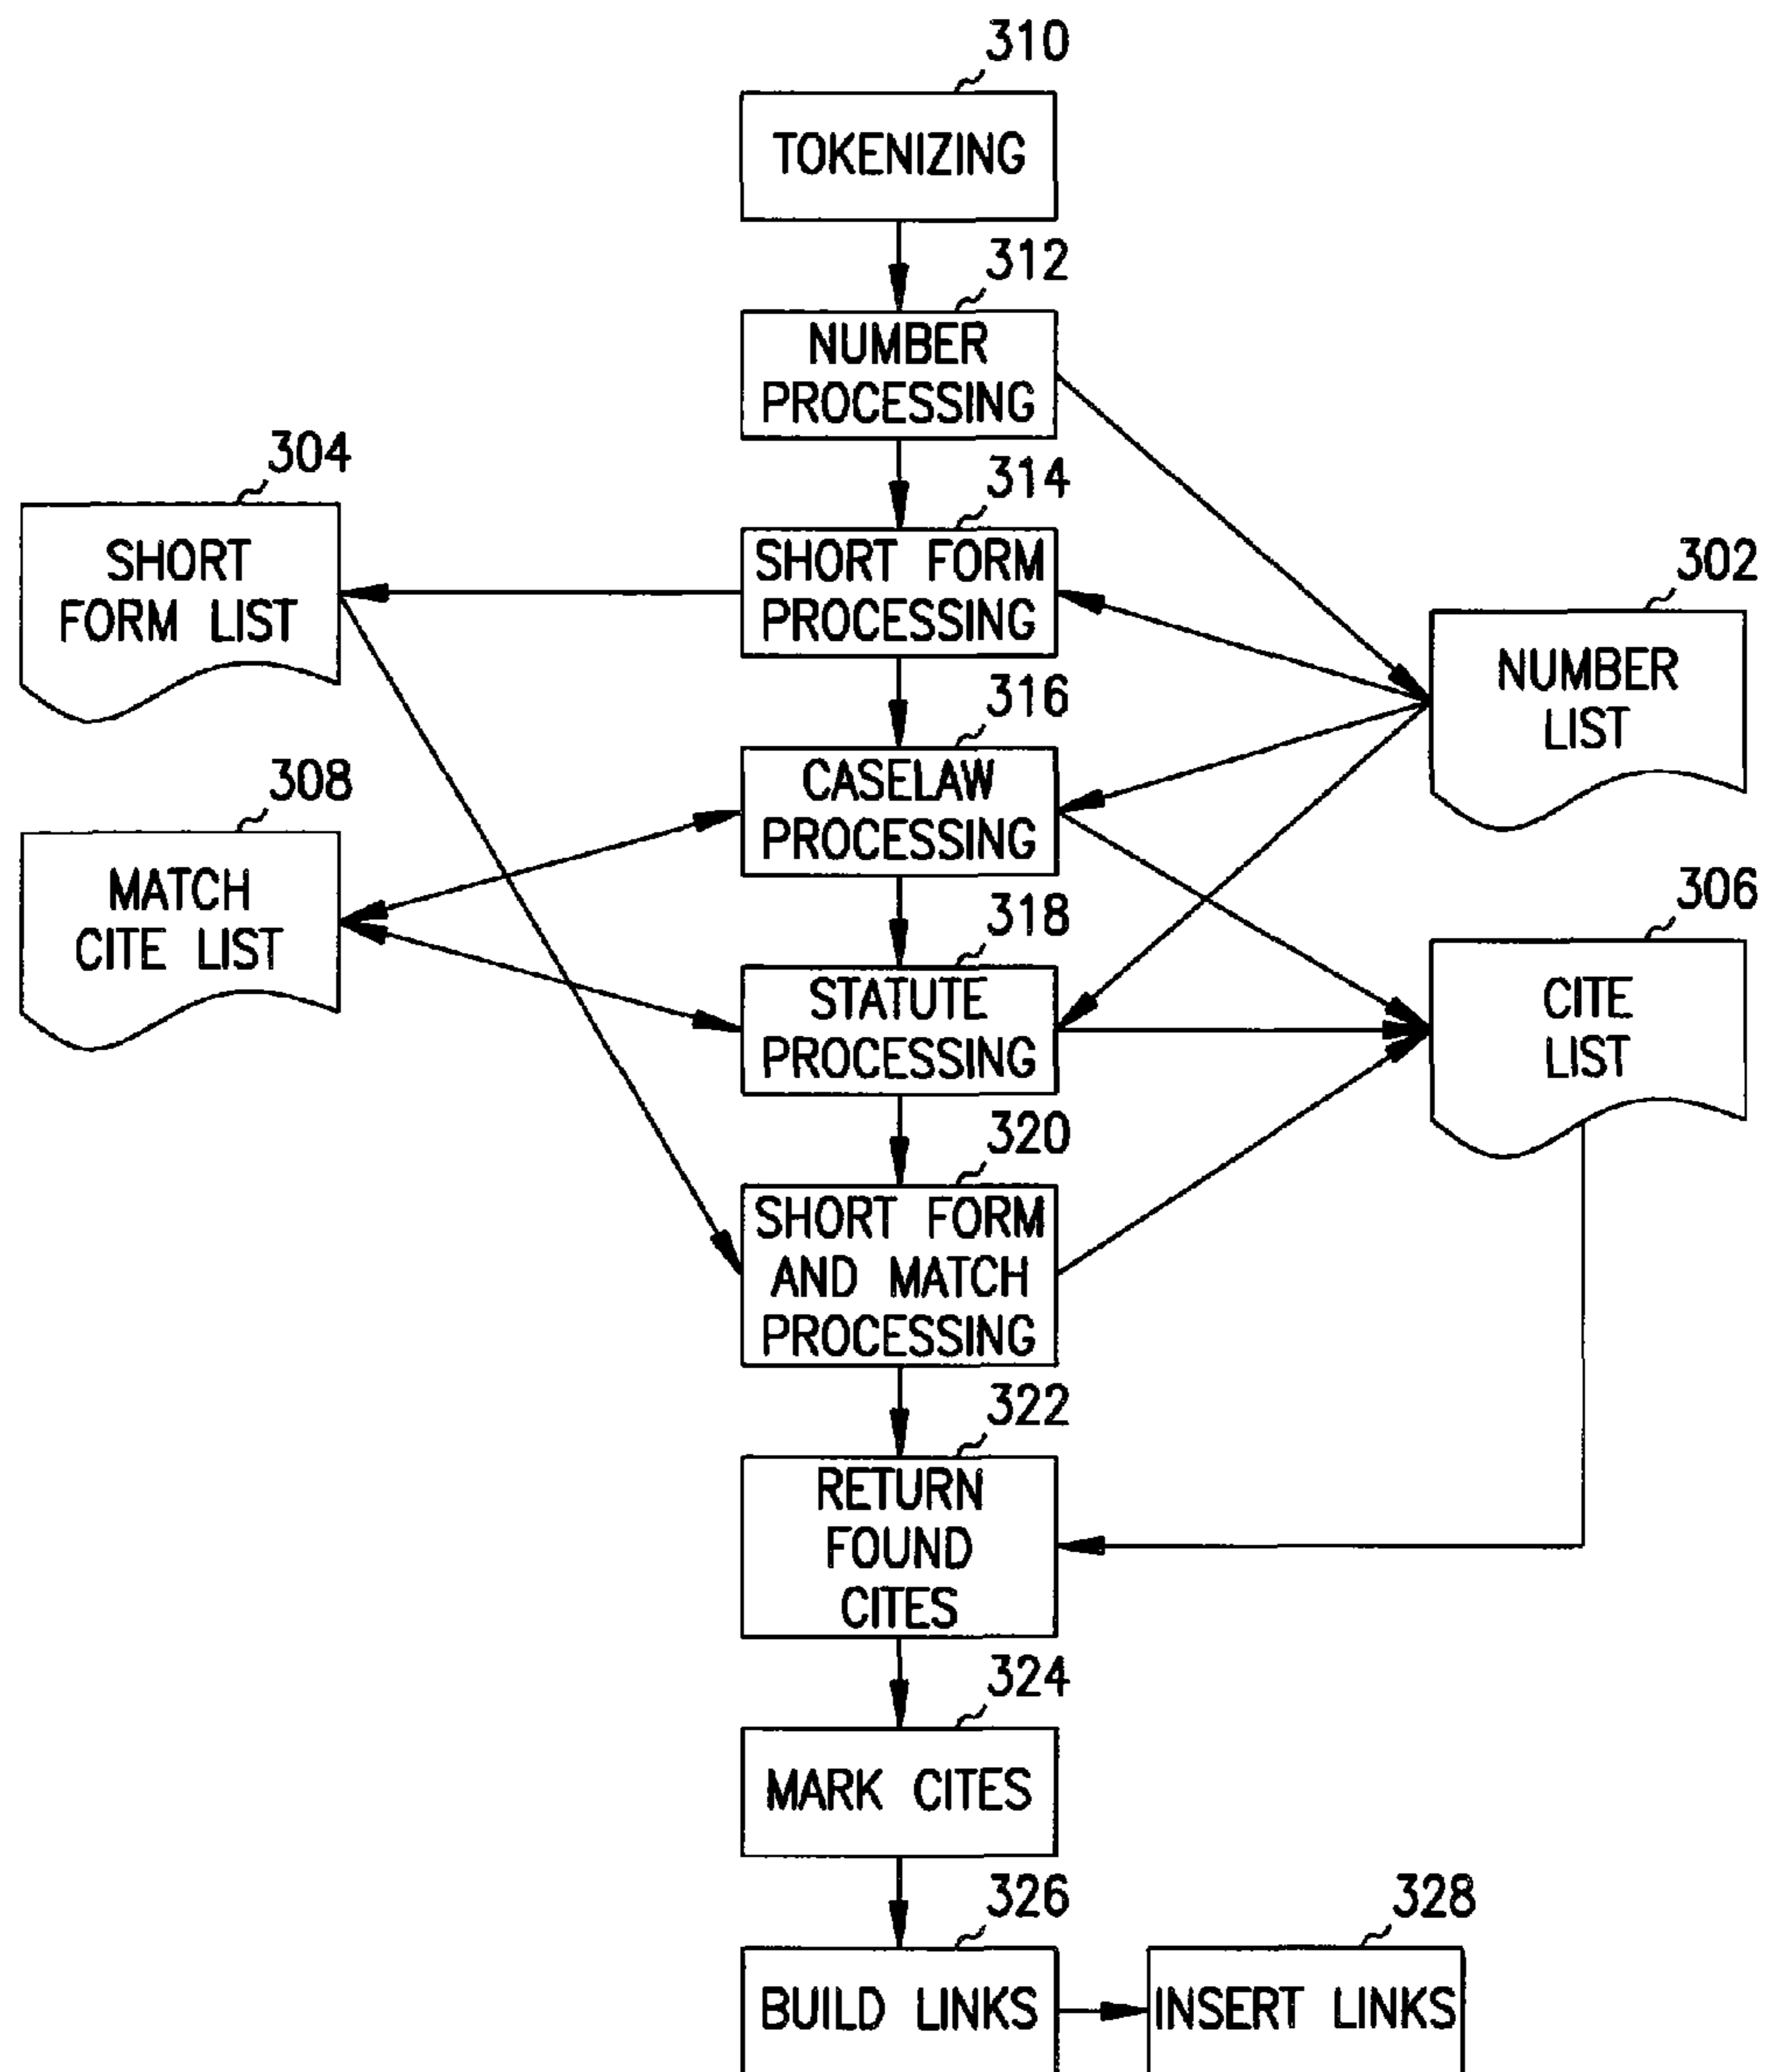 310
TOKENIZING
312
NUMBER
PROCESSING
304
SHORT
FORM LIST
314
SHORT FORM
PROCESSING
302
NUMBER
LIST
316
CASELAW
PROCESSING
308
MATCH
CITE LIST
318
STATUTE
PROCESSING
306
CITE
LIST
320
SHORT FORM
AND MATCH
PROCESSING
322
RETURN
FOUND
CITES
324
MARK CITES
326
BUILD LINKS
328
INSERT LINKS